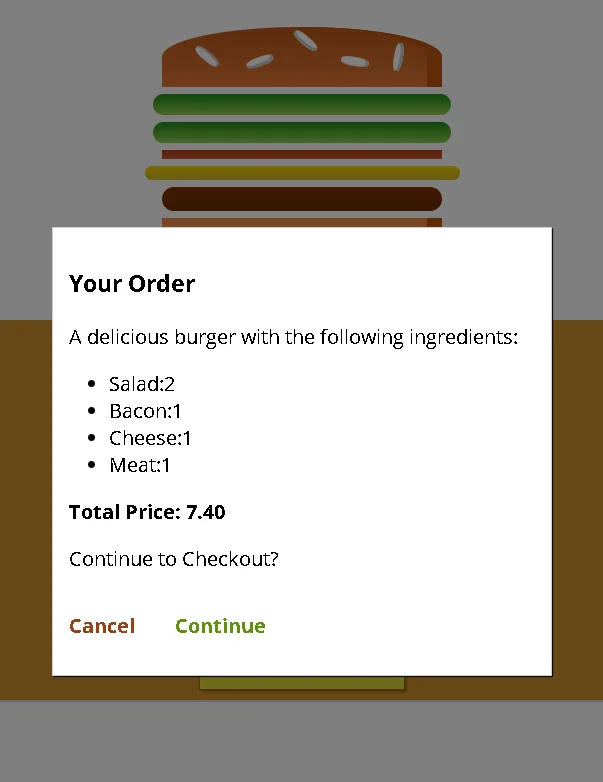 Your Order
A delicious burger with the following ingredients:
Salad:2
Bacon:1
Cheese:1
Meat:1
Total Price: 7.40
Continue to Checkout?
Cancel Continue